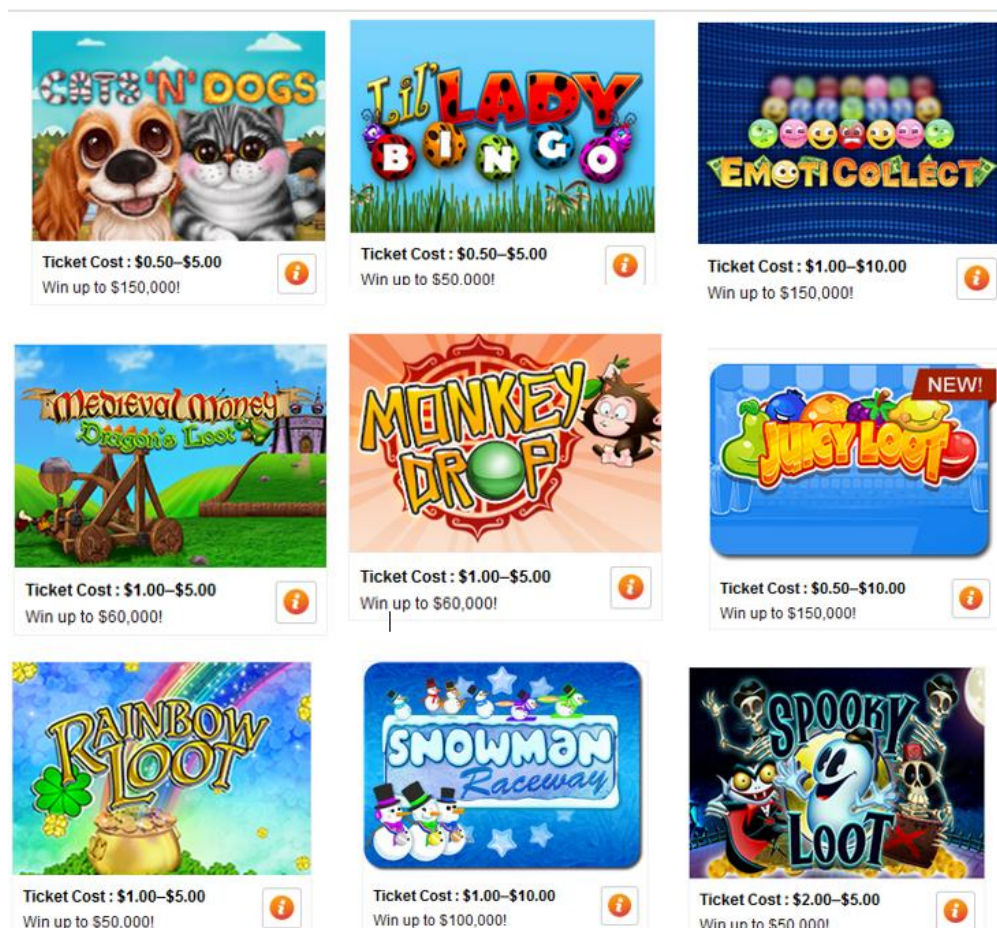 CATS 'N' DOGS
Ticket Cost : $0.50–$5.00
Win up to $150,000!
Lil' LADY
BINGO
Ticket Cost : $0.50–$5.00
Win up to $50,000!
EMOTICOLLECT
Ticket Cost : $1.00–$10.00
Win up to $150,000!
Medieval Money
Dragon's Loot
Ticket Cost : $1.00–$5.00
Win up to $60,000!
MONKEY
DROP
Ticket Cost : $1.00–$5.00
Win up to $60,000!
NEW!
JUICY LOOT
Ticket Cost : $0.50–$10.00
Win up to $150,000!
RAINBOW
LOOT
Ticket Cost : $1.00–$5.00
Win up to $50,000!
SNOWMAN
Raceway
Ticket Cost : $1.00–$10.00
Win up to $100,000!
SPOOKY
LOOT
Ticket Cost : $2.00–$5.00
Win up to $50,000!